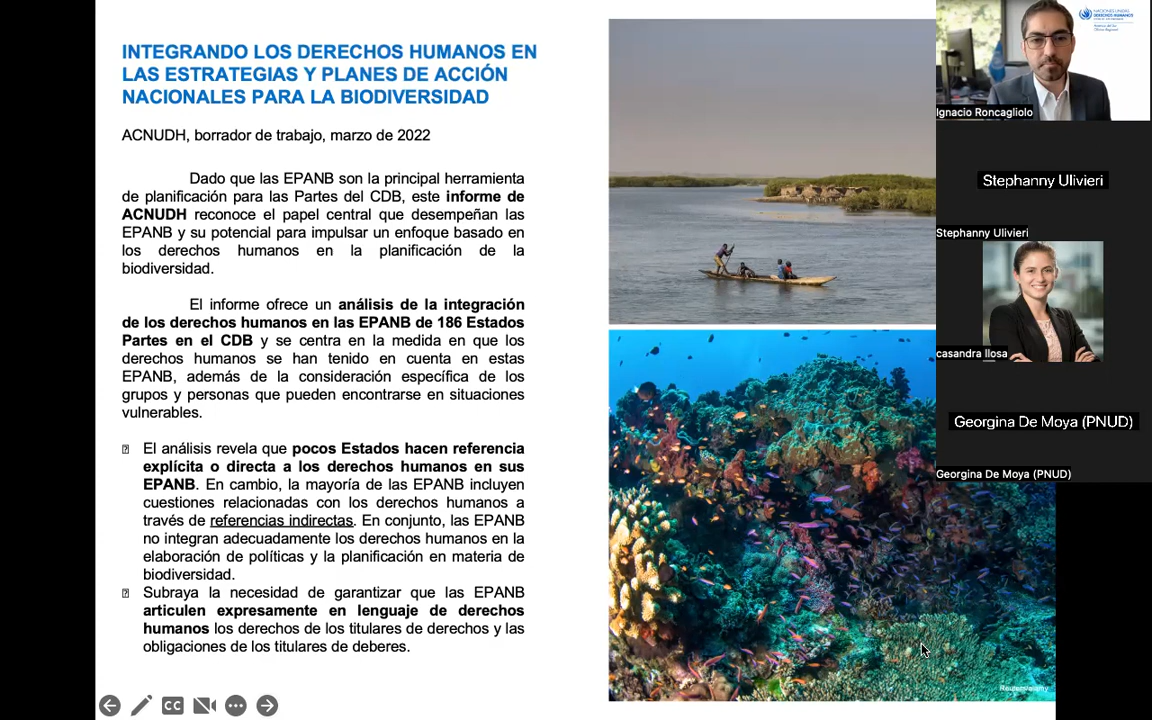 INTEGRANDO LOS DERECHOS HUMANOS EN
LAS ESTRATEGIAS Y PLANES DE ACCIÓN
NACIONALES PARA LA BIODIVERSIDAD
ACNUDH, borrador de trabajo, marzo de 2022
Dado que las EPANB son la principal herramienta
de planificación para las Partes del CDB, este informe de
ACNUDH reconoce el papel central que desempeñan las
EPANB y su potencial para impulsar un enfoque basado en
los derechos humanos en la planificación de la
biodiversidad.
El informe ofrece un análisis de la integración
de los derechos humanos en las EPANB de 186 Estados
Partes en el CDB y se centra en la medida en que los
derechos humanos se han tenido en cuenta en estas
EPANB, además de la consideración específica de los
grupos y personas que pueden encontrarse en situaciones
vulnerables.
El análisis revela que pocos Estados hacen referencia
explícita o directa a los derechos humanos en sus
EPANB. En cambio, la mayoría de las EPANB incluyen
cuestiones relacionadas con los derechos humanos a
través de referencias indirectas. En conjunto, las EPANB
no integran adecuadamente los derechos humanos en la
elaboración de políticas y la planificación en materia de
biodiversidad.
Subraya la necesidad de garantizar que las EPANB
articulen expresamente en lenguaje de derechos
humanos los derechos de los titulares de derechos y las
obligaciones de los titulares de deberes.
CC
NACIONES UNIDAS
DERECHOS HUMANOS
Ignacio Roncagliolo
Stephanny Ulivieri
Stephanny Ulivieri
casandra llosa
Georgina De Moya (PNUD)
Georgina De Moya (PNUD)